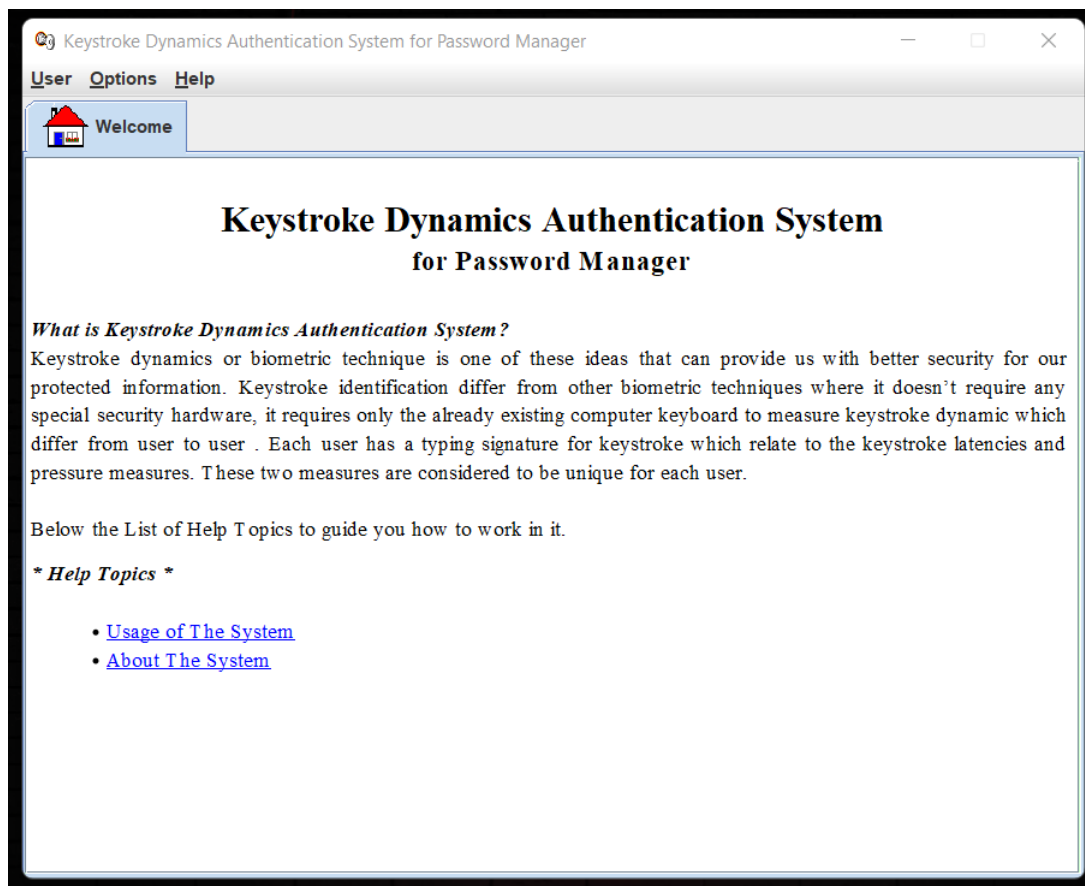 Keystroke Dynamics Authentication System for Password Manager
User Options Help
Welcome
Keystroke Dynamics Authentication System
for Password Manager
What is Keystroke Dynamics Authentication System?
Keystroke dynamics or biometric technique is one of these ideas that can provide us with better security for our
protected information. Keystroke identification differ from other biometric techniques where it doesn’t require any
special security hardware, it requires only the already existing computer keyboard to measure keystroke dynamic which
differ from user to user . Each user has a typing signature for keystroke which relate to the keystroke latencies and
pressure measures. These two measures are considered to be unique for each user.
Below the List of Help Topics to guide you how to work in it.
* Help Topics *
• Usage of The System
• About The System